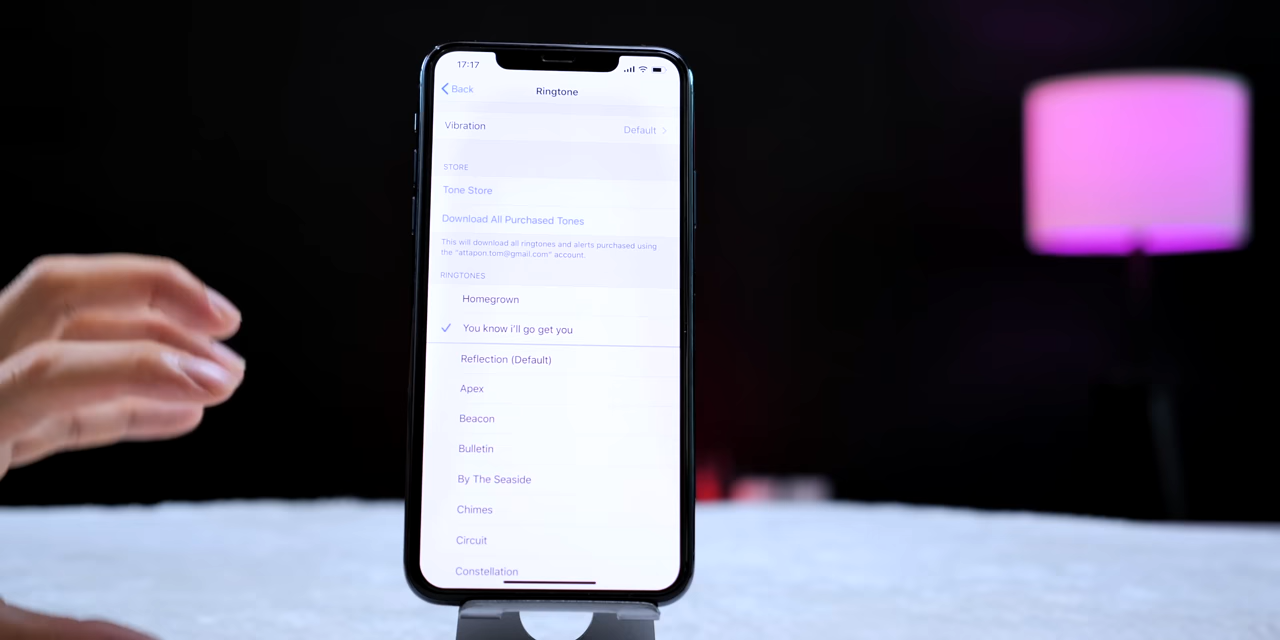 17:17
Back
Ringtone
Vibration
Default
STORE
Tone Store
Download All Purchased Tones
This will download all ringtones and alerts purchased using
the "attapon.tom@gmail.com" account.
RINGTONES
Homegrown
You know i'll go get you
Reflection (Default)
Apex
Beacon
Bulletin
By The Seaside
Chimes
Circuit
Constellation